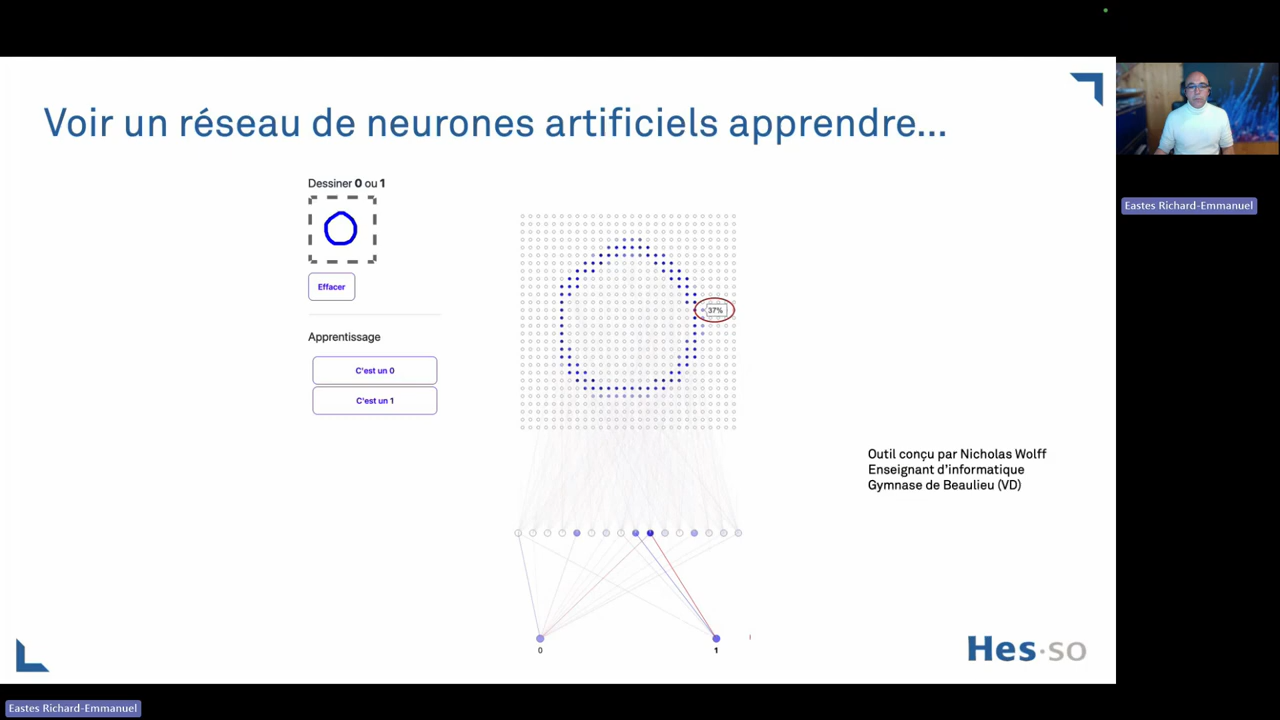 Voir un réseau de neurones artificiels apprendre...
Dessiner 0 ou 1
Effacer
Apprentissage
C'est un 0
C'est un 1
37%
Outil conçu par Nicholas Wolff
Enseignant d'informatique
Gymnase de Beaulieu (VD)
0
1
Hes·so
Eastes Richard-Emmanuel
Eastes Richard-Emmanuel